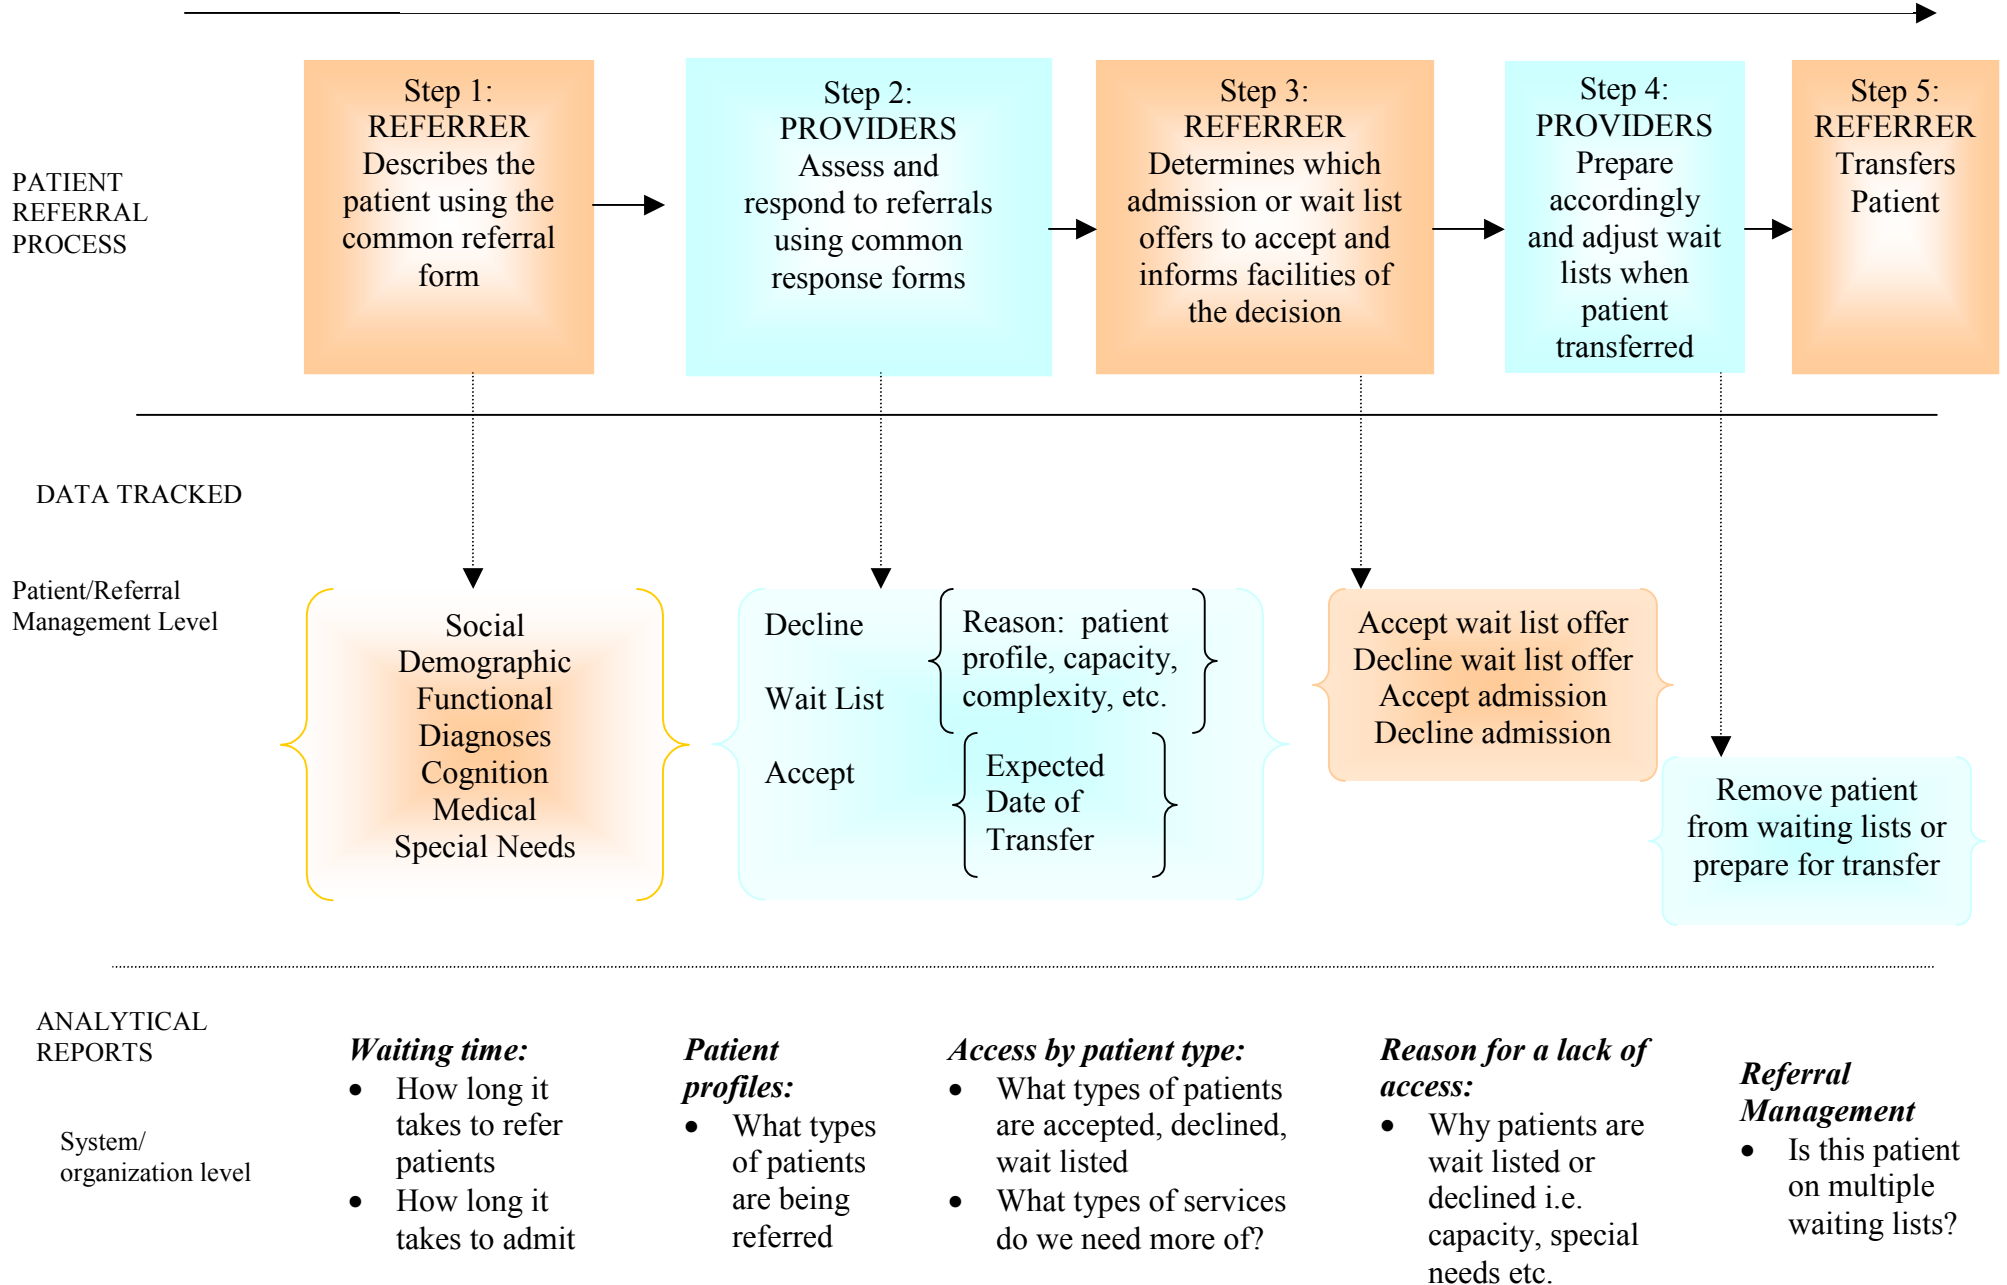 PATIENT
REFERRAL
PROCESS
Step 1:
REFERRER
Describes the
patient using the
common referral
form
Step 2:
PROVIDERS
Assess and
respond to referrals
using common
response forms
Step 3:
REFERRER
Determines which
admission or wait list
offers to accept and
informs facilities of
the decision
Step 4:
PROVIDERS
Prepare
accordingly
and adjust wait
lists when
patient
transferred
Step 5:
REFERRER
Transfers
Patient
DATA TRACKED
Patient/Referral
Management Level
Social
Demographic
Functional
Diagnoses
Cognition
Medical
Special Needs
Decline
Wait List
Accept
Reason: patient
profile, capacity,
complexity, etc.
Expected
Date of
Transfer
Accept wait list offer
Decline wait list offer
Accept admission
Decline admission
Remove patient
from waiting lists or
prepare for transfer
ANALYTICAL
REPORTS
System/
organization level
Waiting time:
• How long it
takes to refer
patients
• How long it
takes to admit
Patient
profiles:
• What types
of patients
are being
referred
Access by patient type:
• What types of patients
are accepted, declined,
wait listed
• What types of services
do we need more of?
Reason for a lack of
access:
• Why patients are
wait listed or
declined i.e.
capacity, special
needs etc.
Referral
Management
• Is this patient
on multiple
waiting lists?